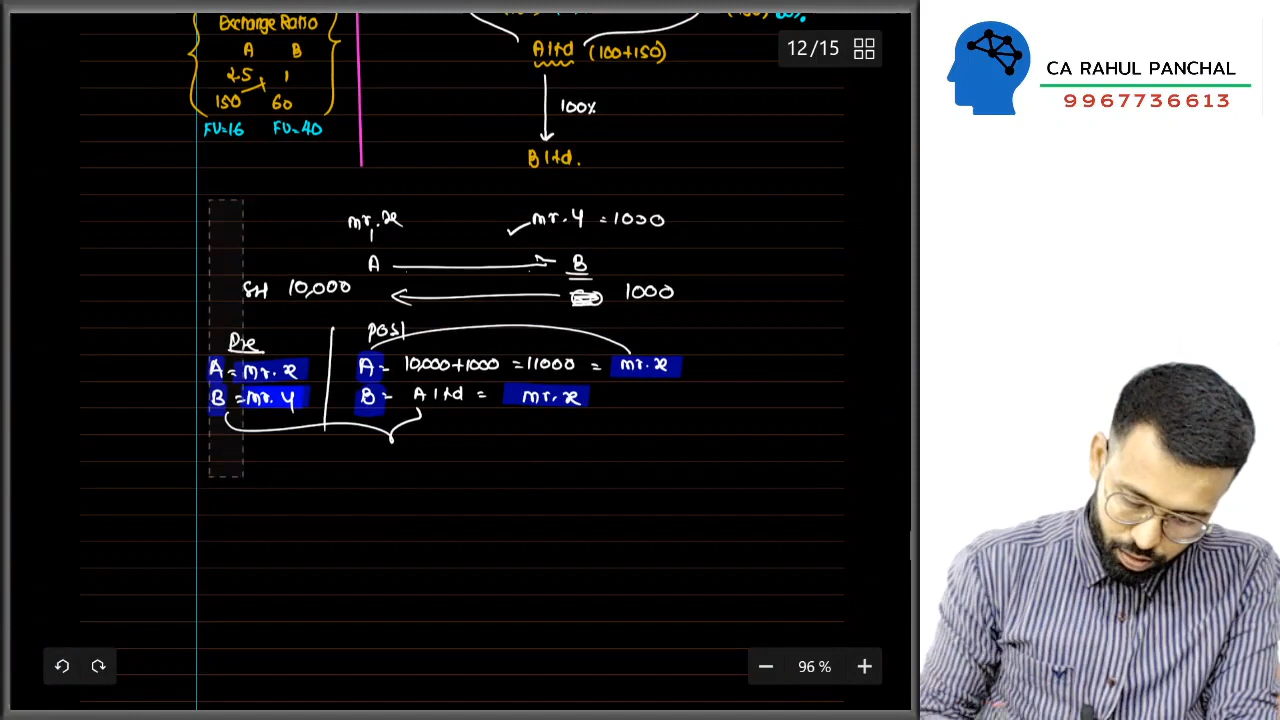 Exchange Ratio
A B
2.5 1
150 60
FV=16 FV=40
A ltd (100+150)
100%
B ltd.
12/15
CA RAHUL PANCHAL
9967736613
mr. x
mr. y = 1000
A B
SH 10,000 1000
Pre
Post
A = mr. x
A = 10,000+1000 = 11000 = mr. x
B = mr. y
B = A ltd = mr. x
96 %